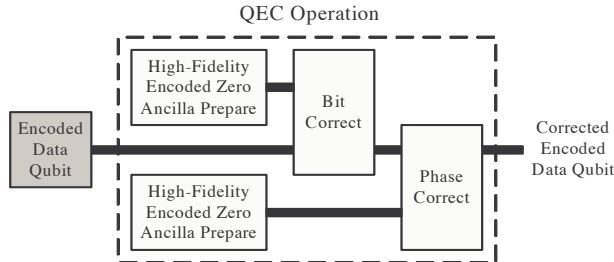 QEC Operation
High-Fidelity
Encoded Zero
Ancilla Prepare
Bit
Correct
Encoded
Data
Qubit
High-Fidelity
Encoded Zero
Ancilla Prepare
Phase
Correct
Corrected
Encoded
Data Qubit